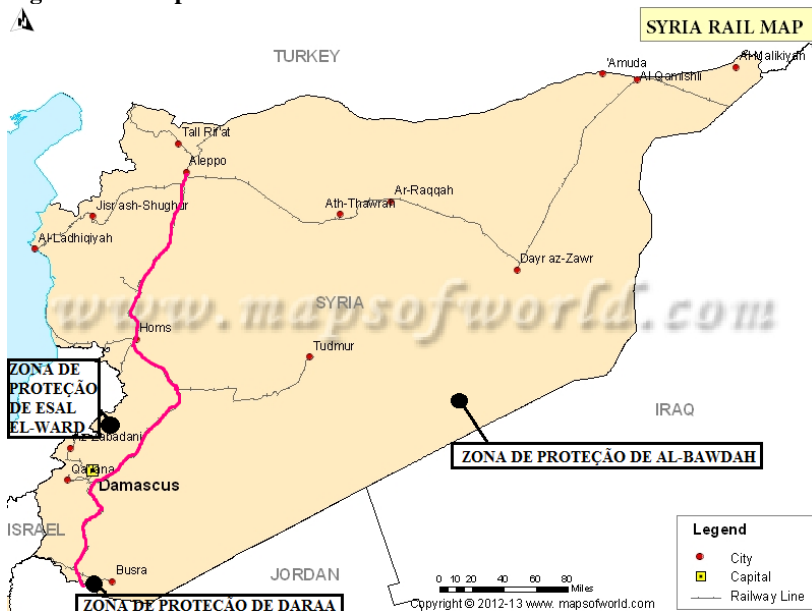 SYRIA RAIL MAP
TURKEY
'Amuda
Al-Malikiyah
Al Qamishli
Tall Rif'at
Aleppo
Jisr ash-Shughur
Ath-Thawrah
Ar-Raqqah
Al-Ladhiqiyah
Dayr az-Zawr
SYRIA
www.mapsofworld.com
Homs
Tudmur
ZONA DE
PROTEÇÃO
DE ESAL
EL-WARD
IRAQ
Az-Zabadani
ZONA DE PROTEÇÃO DE AL-BAWDAH
Qatana
Damascus
ISRAEL
Busra
JORDAN
ZONA DE PROTEÇÃO DE DARAA
Legend
City
Capital
Railway Line
0 10 20 40 60 80
Miles
Copyright © 2012-13 www. mapsofworld.com